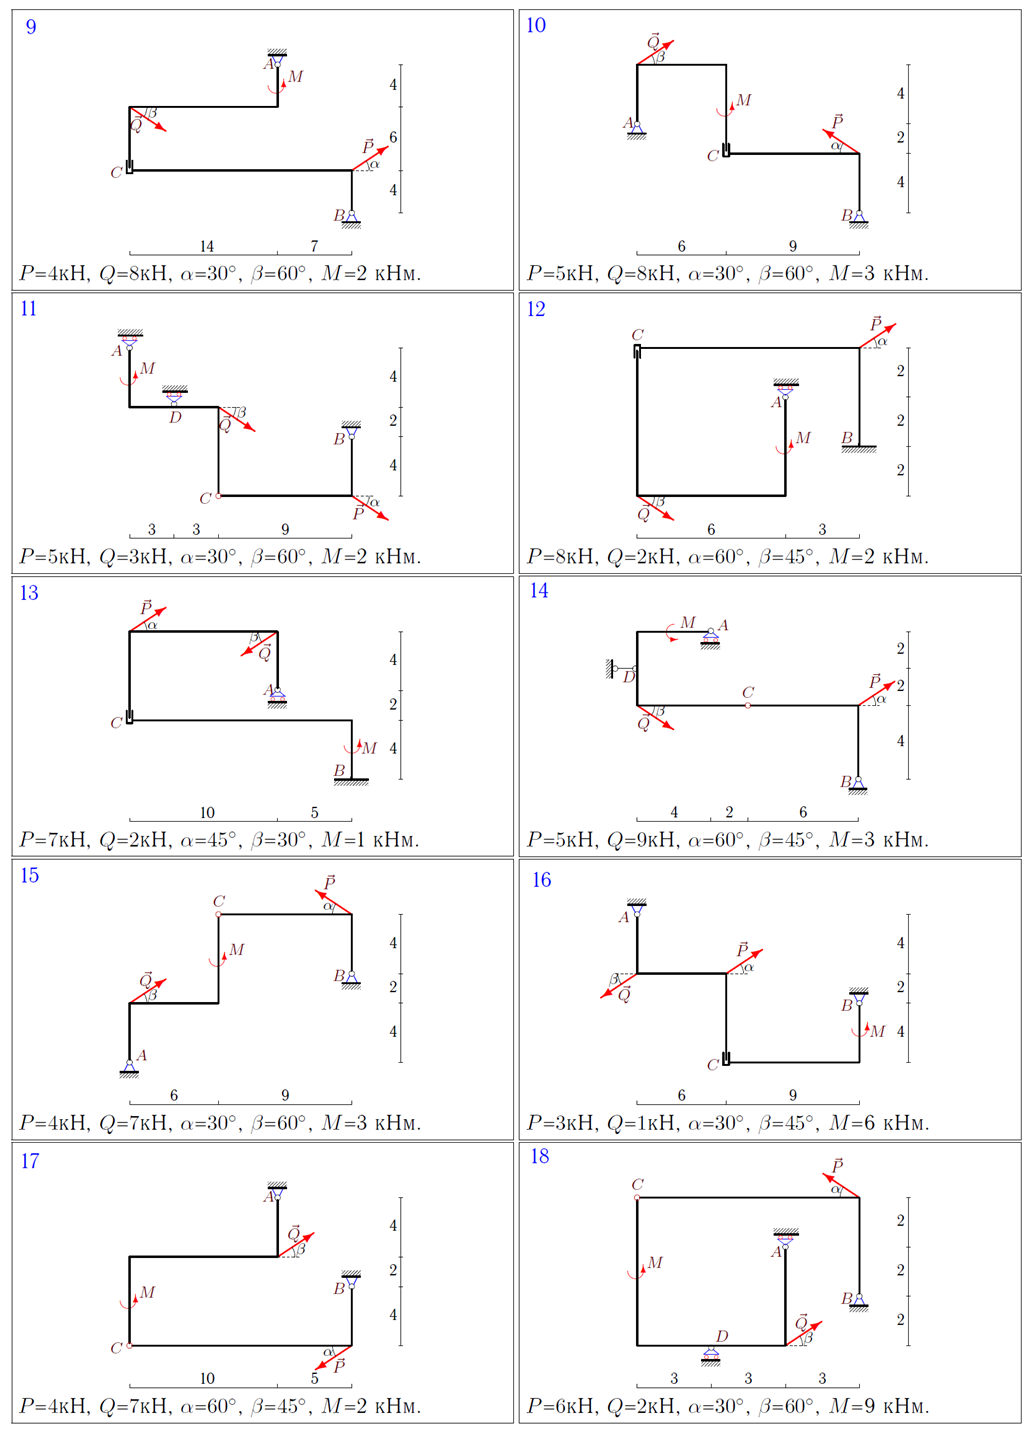 9
A
M
4
Q⃗
β
6
P⃗
α
C
4
B
14
7
P=4кН, Q=8кН, α=30°, β=60°, M=2 кНм.
10
Q⃗
β
4
M
A
P⃗
2
α
C
4
B
6
9
P=5кН, Q=8кН, α=30°, β=60°, M=3 кНм.
11
A
M
4
D
β
Q⃗
2
B
4
C
α
P⃗
3
3
9
P=5кН, Q=3кН, α=30°, β=60°, M=2 кНм.
12
C
P⃗
α
2
A
2
M
B
2
β
Q⃗
6
3
P=8кН, Q=2кН, α=60°, β=45°, M=2 кНм.
13
P⃗
α
β
Q⃗
4
A
2
C
M
4
B
10
5
P=7кН, Q=2кН, α=45°, β=30°, M=1 кНм.
14
M
A
2
D
C
P⃗
2
α
β
Q⃗
4
B
4
2
6
P=5кН, Q=9кН, α=60°, β=45°, M=3 кНм.
15
P⃗
C
α
4
M
Q⃗
B
2
β
4
A
6
9
P=4кН, Q=7кН, α=30°, β=60°, M=3 кНм.
16
A
P⃗
4
α
β
Q⃗
2
B
M
4
C
6
9
P=3кН, Q=1кН, α=30°, β=45°, M=6 кНм.
17
A
4
Q⃗
β
2
B
M
4
C
α
P⃗
10
5
P=4кН, Q=7кН, α=60°, β=45°, M=2 кНм.
18
P⃗
C
α
2
A
M
2
B
2
D
Q⃗
β
3
3
3
P=6кН, Q=2кН, α=30°, β=60°, M=9 кНм.